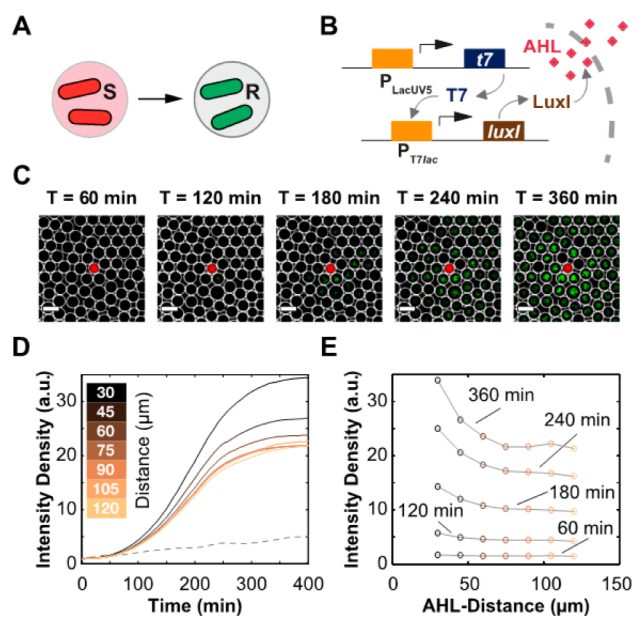 A
S
R
B
t7
AHL
P LacUV5
T7
LuxI
luxI
P T7lac
C
T = 60 min
T = 120 min
T = 180 min
T = 240 min
T = 360 min
D
Intensity Density (a.u.)
30
20
10
0
30
45
60
75
90
105
120
Distance (µm)
0
100
200
300
400
Time (min)
E
Intensity Density (a.u.)
30
20
10
0
360 min
240 min
180 min
120 min
60 min
0
50
100
150
AHL-Distance (µm)